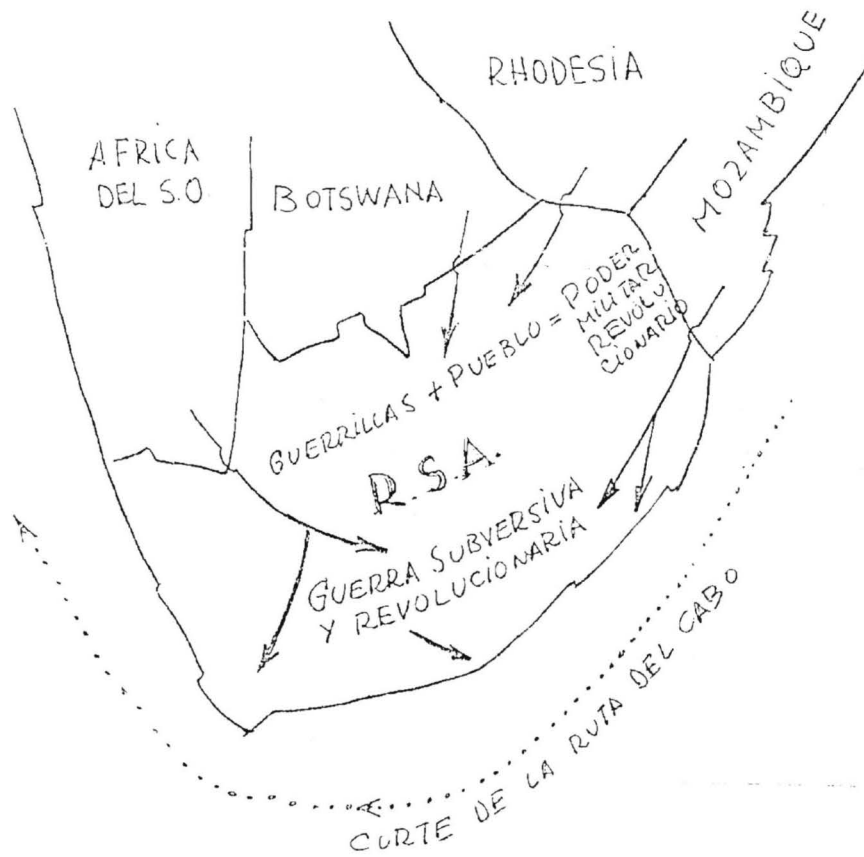 RHODESIA
MOZAMBIQUE
AFRICA
DEL S.O.
BOTSWANA
GUERRILLAS + PUEBLO = PODER
MILITAR
REVOLU
CIONARIO
R.S.A.
GUERRA SUBVERSIVA
Y REVOLUCIONARIA
CORTE DE LA RUTA DEL CABO